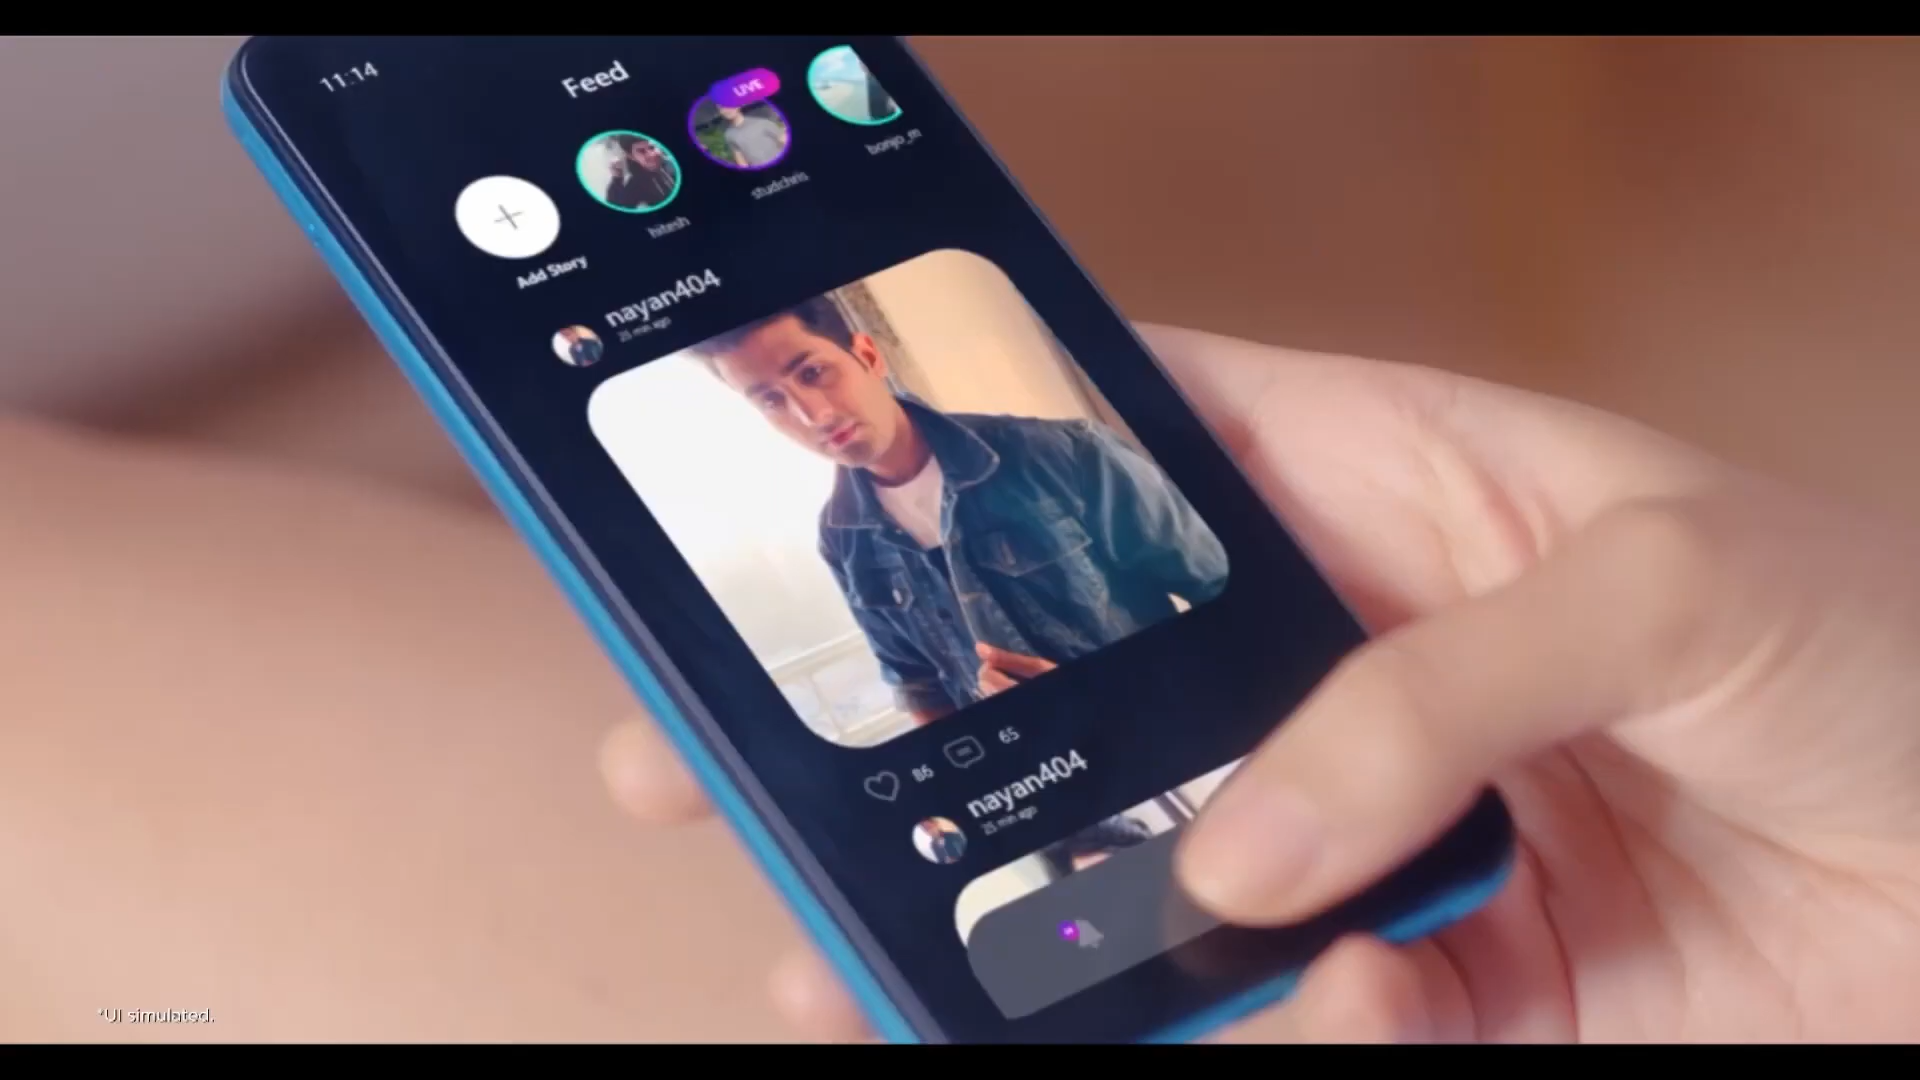 11:14
Feed
LIVE
Add Story
hitesh
studchris
bonjo_m
nayan404
25 min ago
86
65
nayan404
25 min ago
*UI simulated.